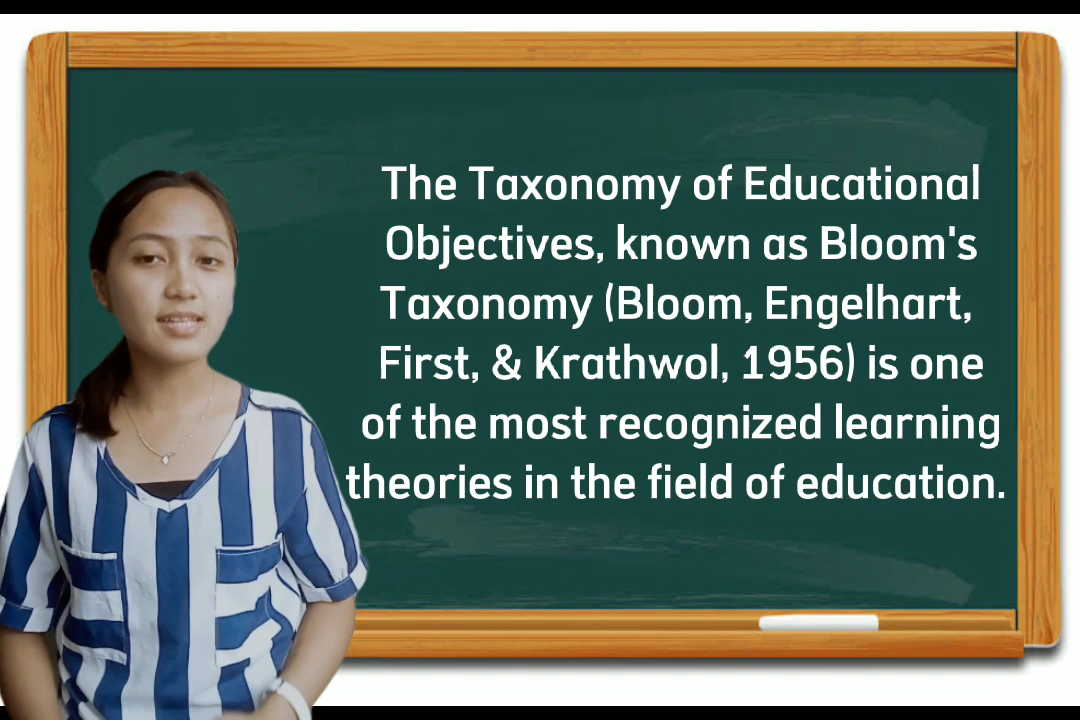 The Taxonomy of Educational
Objectives, known as Bloom's
Taxonomy (Bloom, Engelhart,
First, & Krathwol, 1956) is one
of the most recognized learning
theories in the field of education.